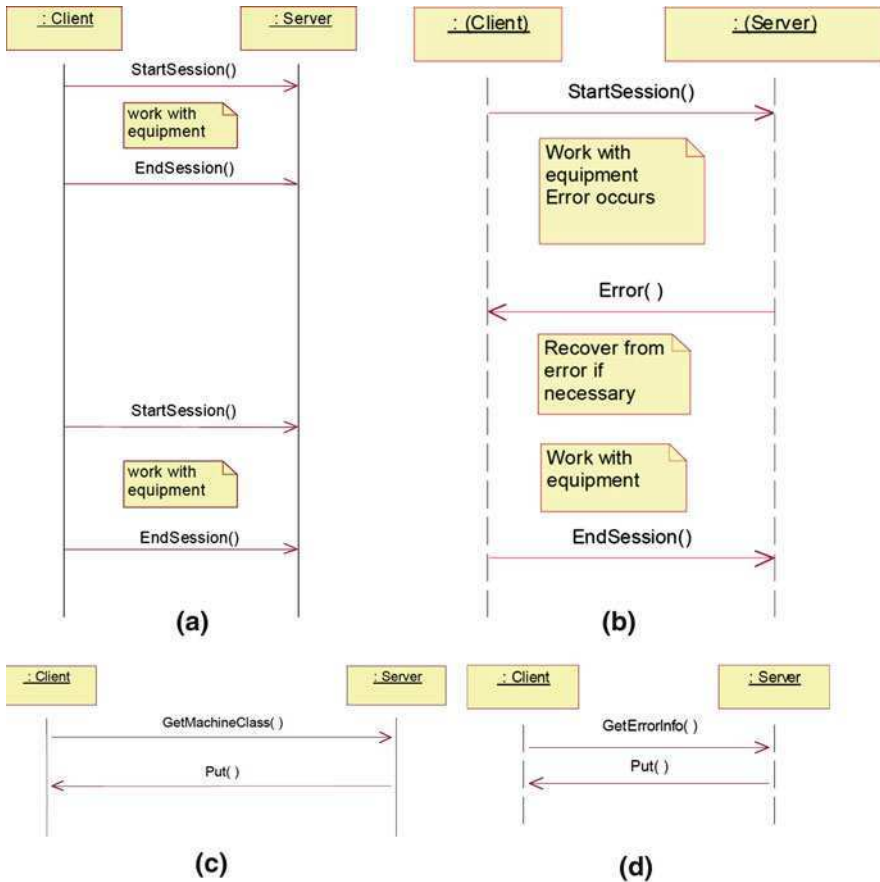 : Client
: Server
StartSession()
work with
equipment
EndSession()
StartSession()
work with
equipment
EndSession()
(a)
: (Client)
: (Server)
StartSession()
Work with
equipment
Error occurs
Error( )
Recover from
error if
necessary
Work with
equipment
EndSession()
(b)
: Client
: Server
GetMachineClass( )
Put( )
(c)
: Client
: Server
GetErrorInfo( )
Put( )
(d)